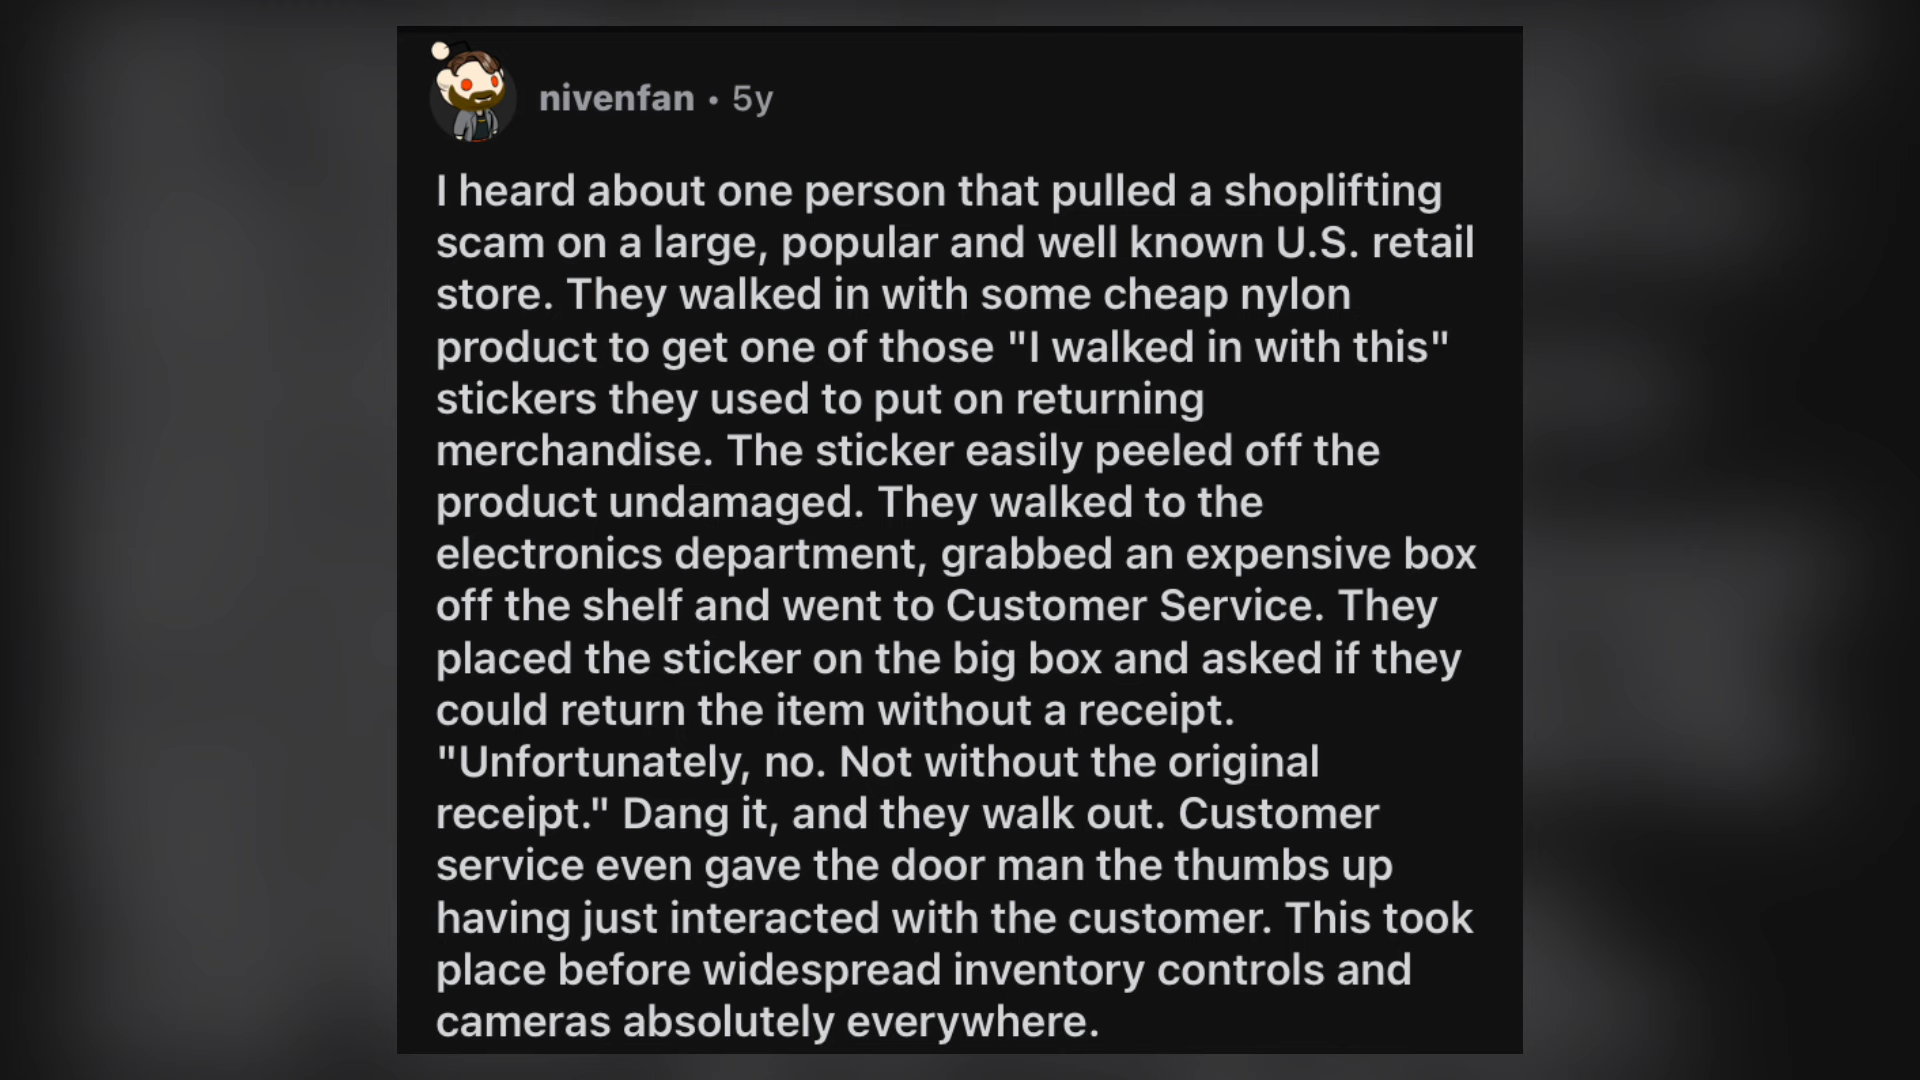 nivenfan • 5y
I heard about one person that pulled a shoplifting
scam on a large, popular and well known U.S. retail
store. They walked in with some cheap nylon
product to get one of those "I walked in with this"
stickers they used to put on returning
merchandise. The sticker easily peeled off the
product undamaged. They walked to the
electronics department, grabbed an expensive box
off the shelf and went to Customer Service. They
placed the sticker on the big box and asked if they
could return the item without a receipt.
"Unfortunately, no. Not without the original
receipt." Dang it, and they walk out. Customer
service even gave the door man the thumbs up
having just interacted with the customer. This took
place before widespread inventory controls and
cameras absolutely everywhere.